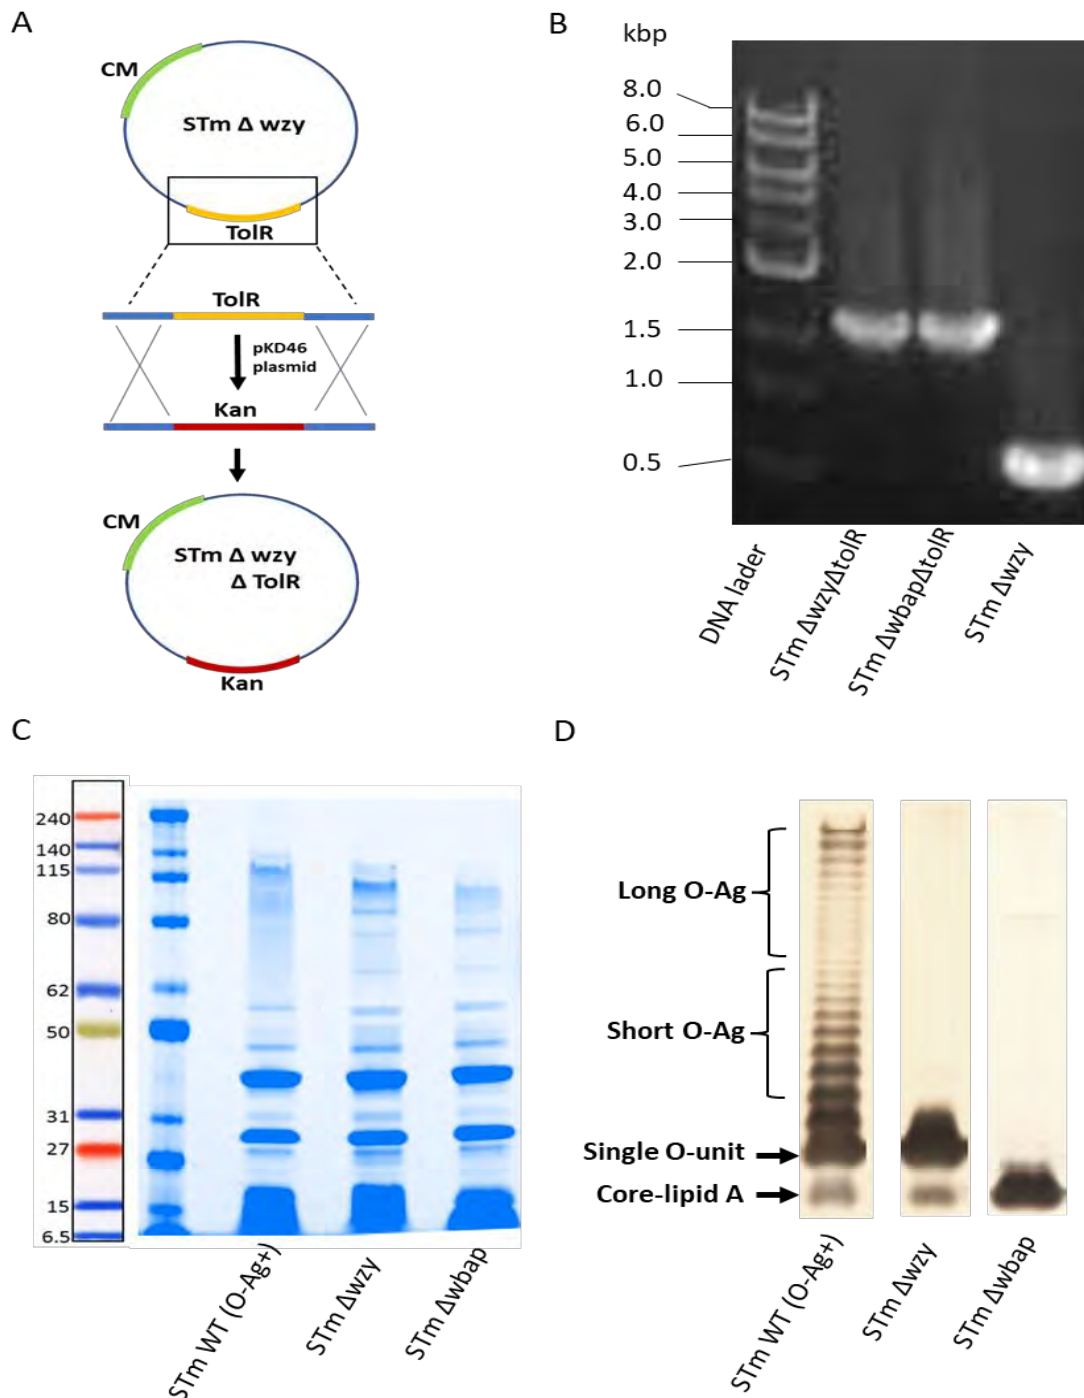 A
CM
STm Δ wzy
TolR
TolR
pKD46
plasmid
Kan
CM
STm Δ wzy
Δ TolR
Kan
B
kbp
8.0
6.0
5.0
4.0
3.0
2.0
1.5
1.0
0.5
DNA lader
STm ΔwzyΔtolR
STm ΔwbapΔtolR
STm Δwzy
C
240
140
115
80
62
50
31
27
15
6.5
STm WT (O-Ag+)
STm Δwzy
STm Δwbap
D
Long O-Ag
Short O-Ag
Single O-unit
Core-lipid A
STm WT (O-Ag+)
STm Δwzy
STm Δwbap